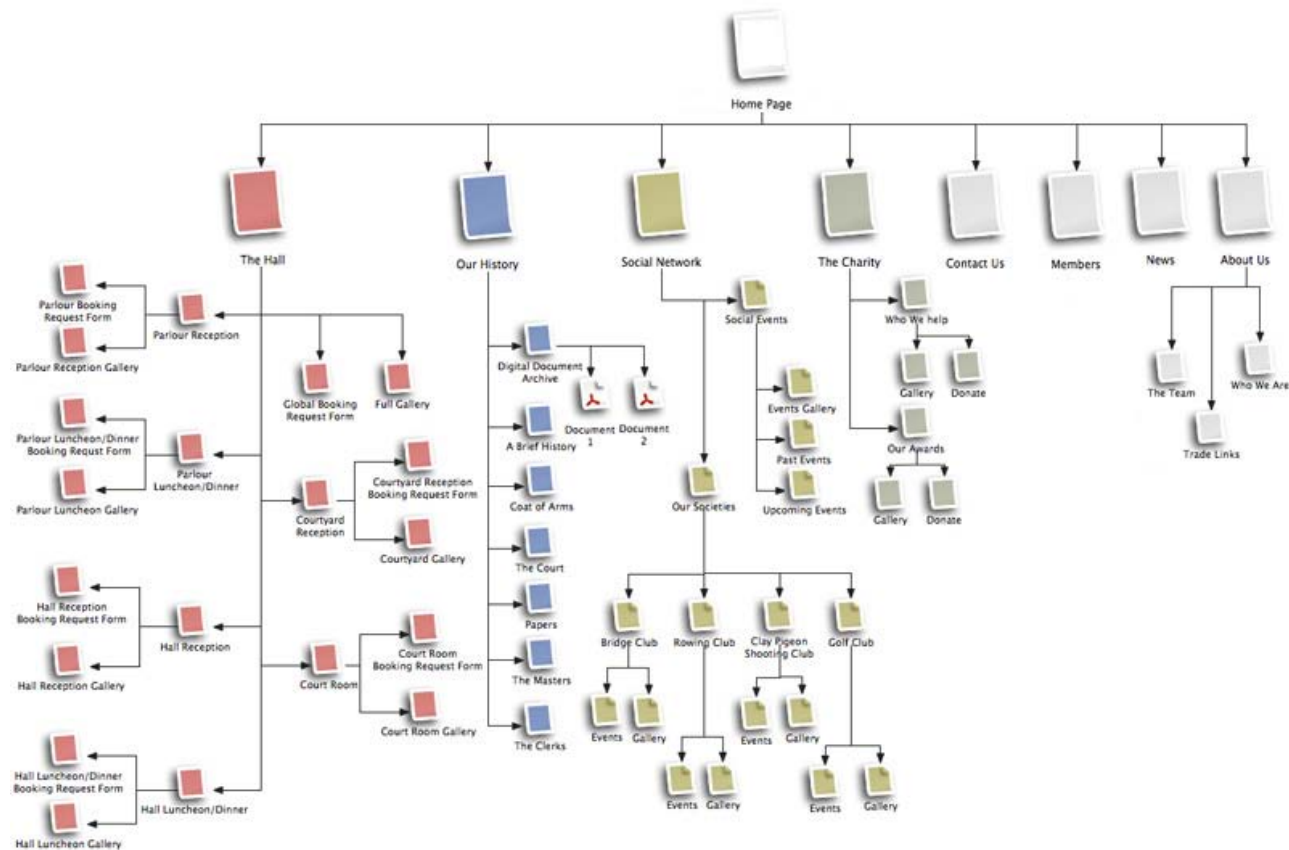 Home Page
The Hall
Our History
Social Network
The Charity
Contact Us
Members
News
About Us
Parlour Booking
Request Form
Parlour Reception Gallery
Parlour Reception
Global Booking
Request Form
Full Gallery
Parlour Luncheon/Dinner
Booking Requst Form
Parlour Luncheon Gallery
Parlour
Luncheon/Dinner
Courtyard
Reception
Courtyard Reception
Booking Request Form
Courtyard Gallery
Hall Reception
Booking Request Form
Hall Reception Gallery
Hall Reception
Court Room
Court Room
Booking Request Form
Court Room Gallery
Hall Luncheon/Dinner
Booking Request Form
Hall Luncheon Gallery
Hall Luncheon/Dinner
Digital Document
Archive
Document
1
Document
2
A Brief History
Coat of Arms
The Court
Papers
The Masters
The Clerks
Social Events
Events Gallery
Past Events
Upcoming Events
Our Societies
Bridge Club
Rowing Club
Clay Pigeon
Shooting Club
Golf Club
Events
Gallery
Events
Gallery
Events
Gallery
Events
Gallery
Who We help
Gallery
Donate
Our Awards
Gallery
Donate
The Team
Trade Links
Who We Are